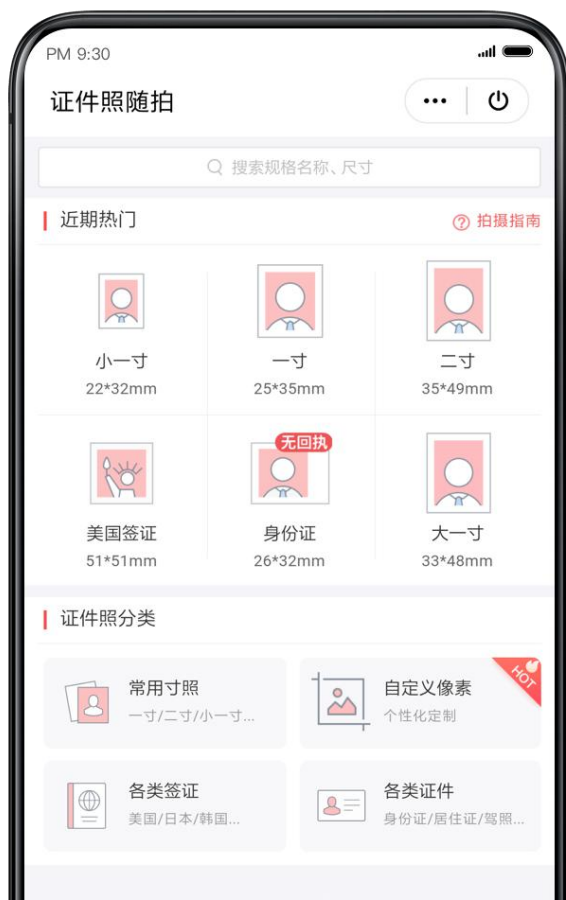 PM 9:30
证件照随拍
搜索规格名称、尺寸
近期热门
拍摄指南
小一寸
一寸
二寸
22*32mm
25*35mm
35*49mm
无回执
美国签证
身份证
大一寸
51*51mm
26*32mm
33*48mm
证件照分类
常用寸照
一寸/二寸/小一寸...
自定义像素
个性化定制
HOT
各类签证
美国/日本/韩国...
各类证件
身份证/居住证/驾照...